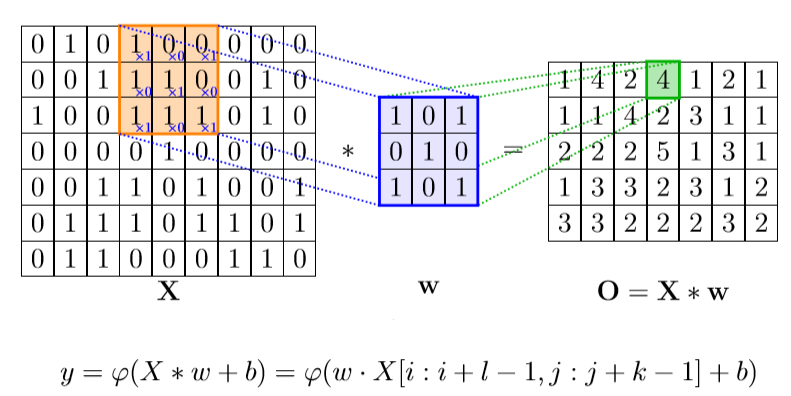 0 1 0 1 0 0 0 0 0
×1 ×0 ×1
0 0 1 1 1 0 0 1 0
×0 ×1 ×0
1 0 0 1 1 1 0 1 0
×1 ×0 ×1
0 0 0 0 1 0 0 0 0
0 0 1 1 0 1 0 0 1
0 1 1 1 0 1 1 0 1
0 1 1 0 0 0 1 1 0
X
∗
1 0 1
0 1 0
1 0 1
w
=
1 4 2 4 1 2 1
1 1 4 2 3 1 1
2 2 2 5 1 3 1
1 3 3 2 3 1 2
3 3 2 2 2 3 2
O = X ∗ w
y = φ(X ∗ w + b) = φ(w · X[i : i + l − 1, j : j + k − 1] + b)